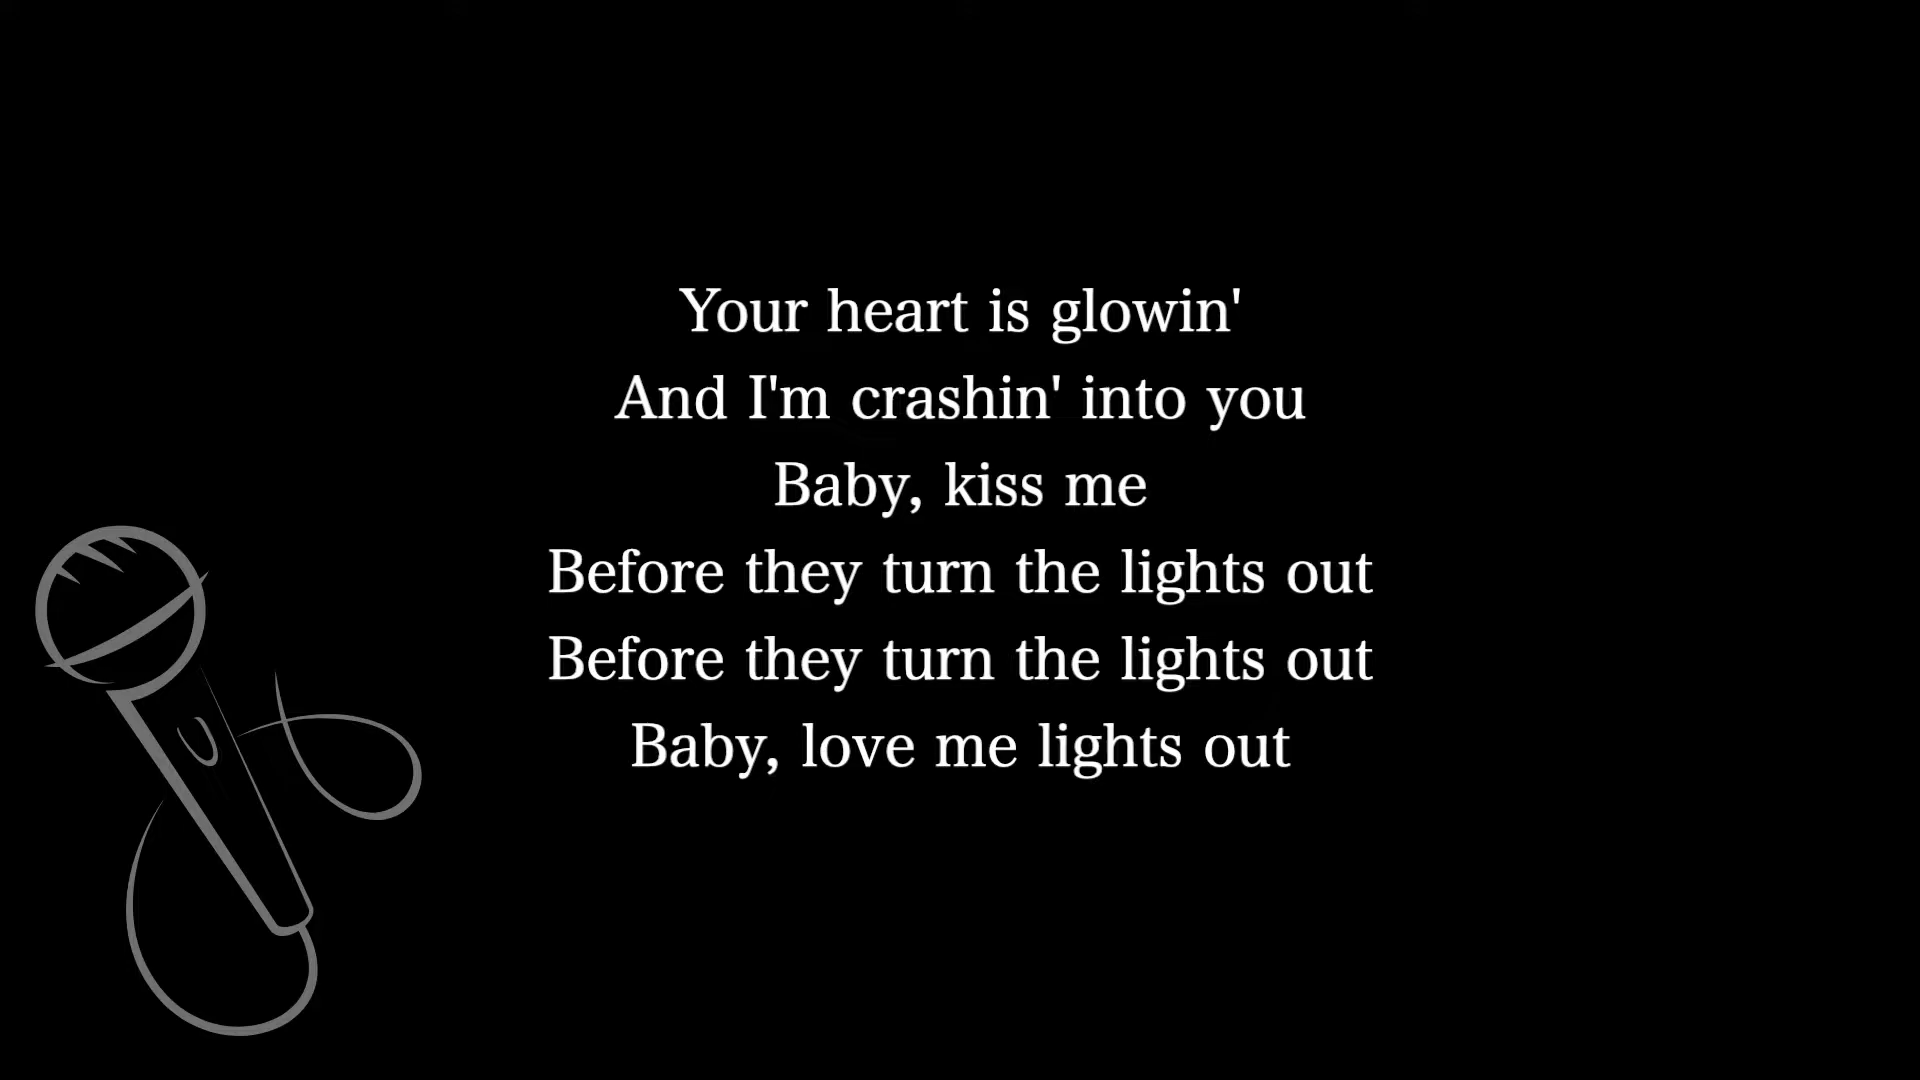 Your heart is glowin'
And I'm crashin' into you
Baby, kiss me
Before they turn the lights out
Before they turn the lights out
Baby, love me lights out